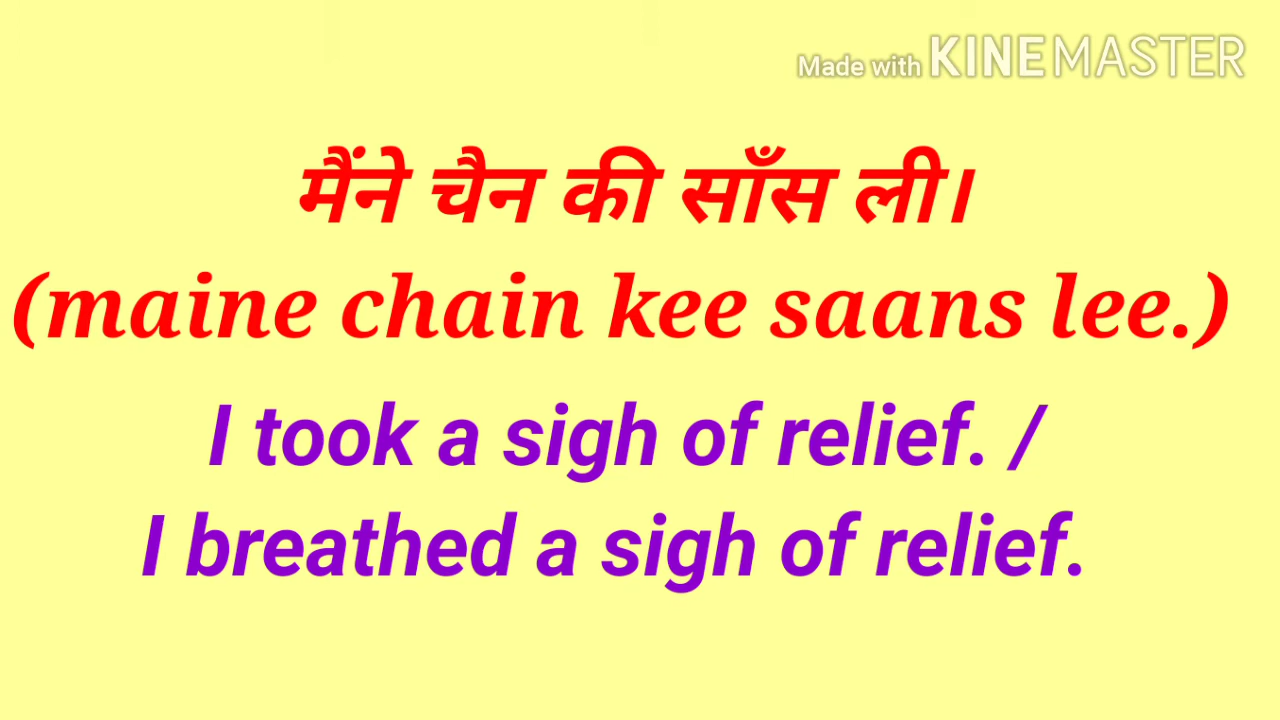 Made with KINEMASTER
मैंने चैन की साँस ली।
(maine chain kee saans lee.)
I took a sigh of relief. /
I breathed a sigh of relief.